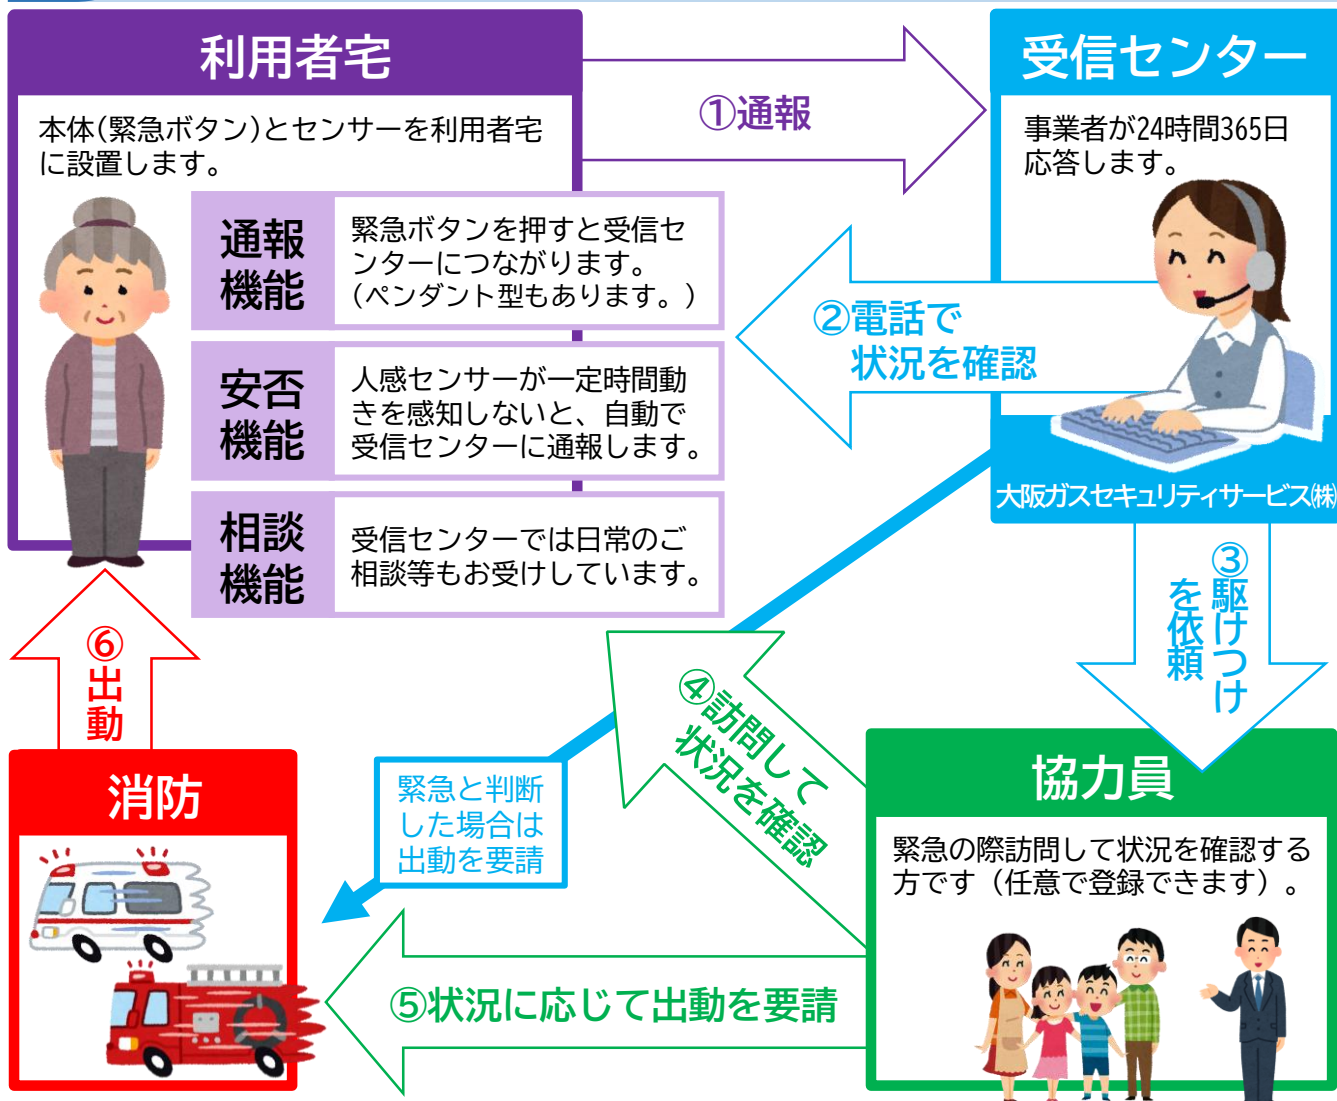 利用者宅
本体(緊急ボタン)とセンサーを利用者宅
に設置します。
通報
機能
緊急ボタンを押すと受信セ
ンターにつながります。
(ペンダント型もあります。)
安否
機能
人感センサーが一定時間動
きを感知しないと、自動で
受信センターに通報します。
相談
機能
受信センターでは日常のご
相談等もお受けしています。
①通報
受信センター
事業者が24時間365日
応答します。
大阪ガスセキュリティサービス㈱
②電話で
状況を確認
③駆けつけ
を依頼
協力員
緊急の際訪問して状況を確認する
方です（任意で登録できます）。
④訪問して
状況を確認
緊急と判断
した場合は
出動を要請
⑤状況に応じて出動を要請
⑥出動
消防